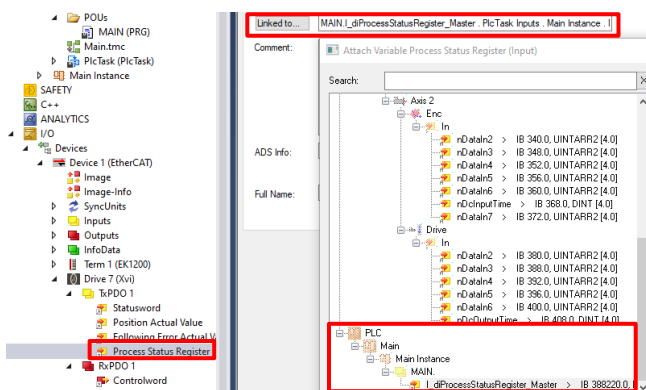 POUs
MAIN (PRG)
Main.tmc
PlcTask (PlcTask)
Main Instance
SAFETY
C++
ANALYTICS
I/O
Devices
Device 1 (EtherCAT)
Image
Image-Info
SyncUnits
Inputs
Outputs
InfoData
Term 1 (EK1200)
Drive 7 (Xvi)
TxPDO 1
Statusword
Position Actual Value
Following Error Actual V
Process Status Register
RxPDO 1
Controlword
Linked to...
MAIN.I_diProcessStatusRegister_Master . PlcTask Inputs . Main Instance . I
Comment:
ADS Info:
Full Name:
Attach Variable Process Status Register (Input)
Search:
Axis 2
Enc
In
nDataIn2 > IB 340.0, UINTARR2 [4.0]
nDataIn3 > IB 348.0, UINTARR2 [4.0]
nDataIn4 > IB 352.0, UINTARR2 [4.0]
nDataIn5 > IB 356.0, UINTARR2 [4.0]
nDataIn6 > IB 360.0, UINTARR2 [4.0]
nDcInputTime > IB 368.0, DINT [4.0]
nDataIn7 > IB 372.0, UINTARR2 [4.0]
Drive
In
nDataIn2 > IB 380.0, UINTARR2 [4.0]
nDataIn3 > IB 388.0, UINTARR2 [4.0]
nDataIn4 > IB 392.0, UINTARR2 [4.0]
nDataIn5 > IB 396.0, UINTARR2 [4.0]
nDataIn6 > IB 400.0, UINTARR2 [4.0]
nDcOutputTime > IB 408.0, DINT [4.0]
PLC
Main
Main Instance
MAIN.
I_diProcessStatusRegister_Master > IB 388220.0, I